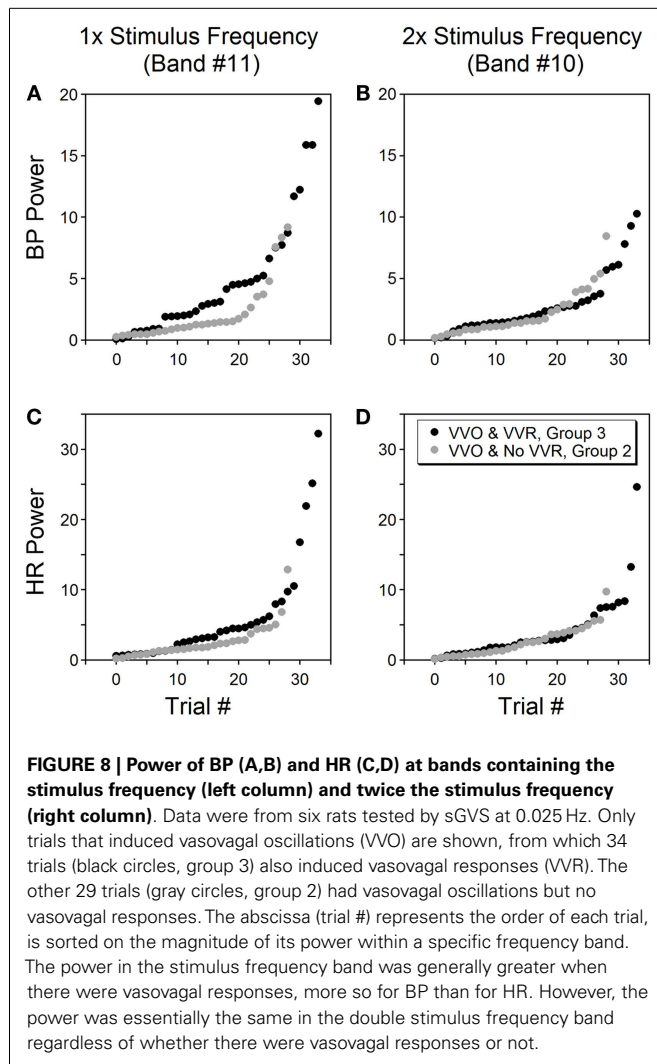 1x Stimulus Frequency
(Band #11)
2x Stimulus Frequency
(Band #10)
A
20
15
10
5
0
BP Power
0 10 20 30
B
20
15
10
5
0
0 10 20 30
C
30
20
10
0
HR Power
0 10 20 30
Trial #
D
VVO & VVR, Group 3
VVO & No VVR, Group 2
30
20
10
0
0 10 20 30
Trial #
FIGURE 8 | Power of BP (A,B) and HR (C,D) at bands containing the
stimulus frequency (left column) and twice the stimulus frequency
(right column). Data were from six rats tested by sGVS at 0.025 Hz. Only
trials that induced vasovagal oscillations (VVO) are shown, from which 34
trials (black circles, group 3) also induced vasovagal responses (VVR). The
other 29 trials (gray circles, group 2) had vasovagal oscillations but no
vasovagal responses. The abscissa (trial #) represents the order of each trial,
is sorted on the magnitude of its power within a specific frequency band.
The power in the stimulus frequency band was generally greater when
there were vasovagal responses, more so for BP than for HR. However, the
power was essentially the same in the double stimulus frequency band
regardless of whether there were vasovagal responses or not.